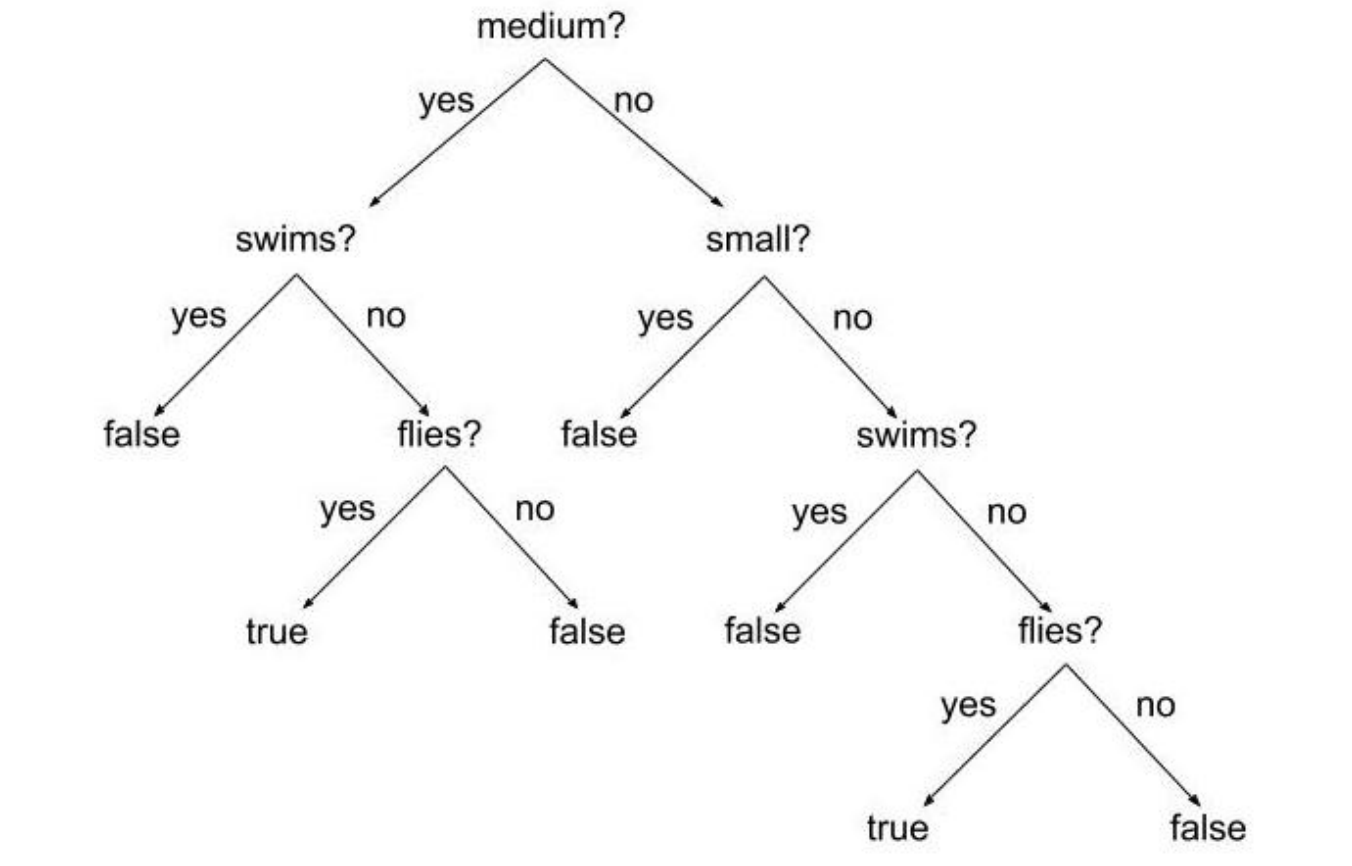 medium?
yes no
swims? small?
yes no yes no
false flies? false swims?
yes no yes no
true false false flies?
yes no
true false